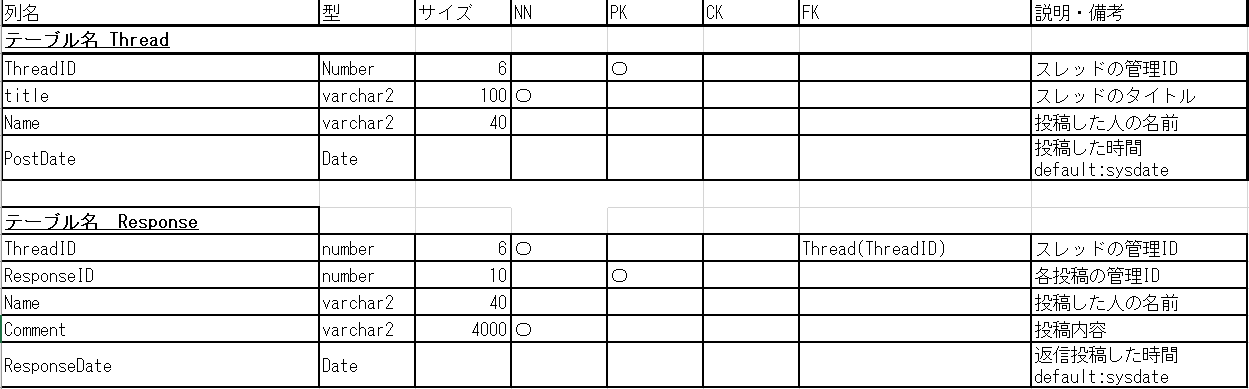 列名 型 サイズ NN PK CK FK 説明・備考
テーブル名 Thread
ThreadID Number 6 ○ スレッドの管理ID
title varchar2 100 ○ スレッドのタイトル
Name varchar2 40 投稿した人の名前
PostDate Date 投稿した時間
default:sysdate
テーブル名　Response
ThreadID number 6 ○ Thread(ThreadID) スレッドの管理ID
ResponseID number 10 ○ 各投稿の管理ID
Name varchar2 40 投稿した人の名前
Comment varchar2 4000 ○ 投稿内容
ResponseDate Date 返信投稿した時間
default:sysdate